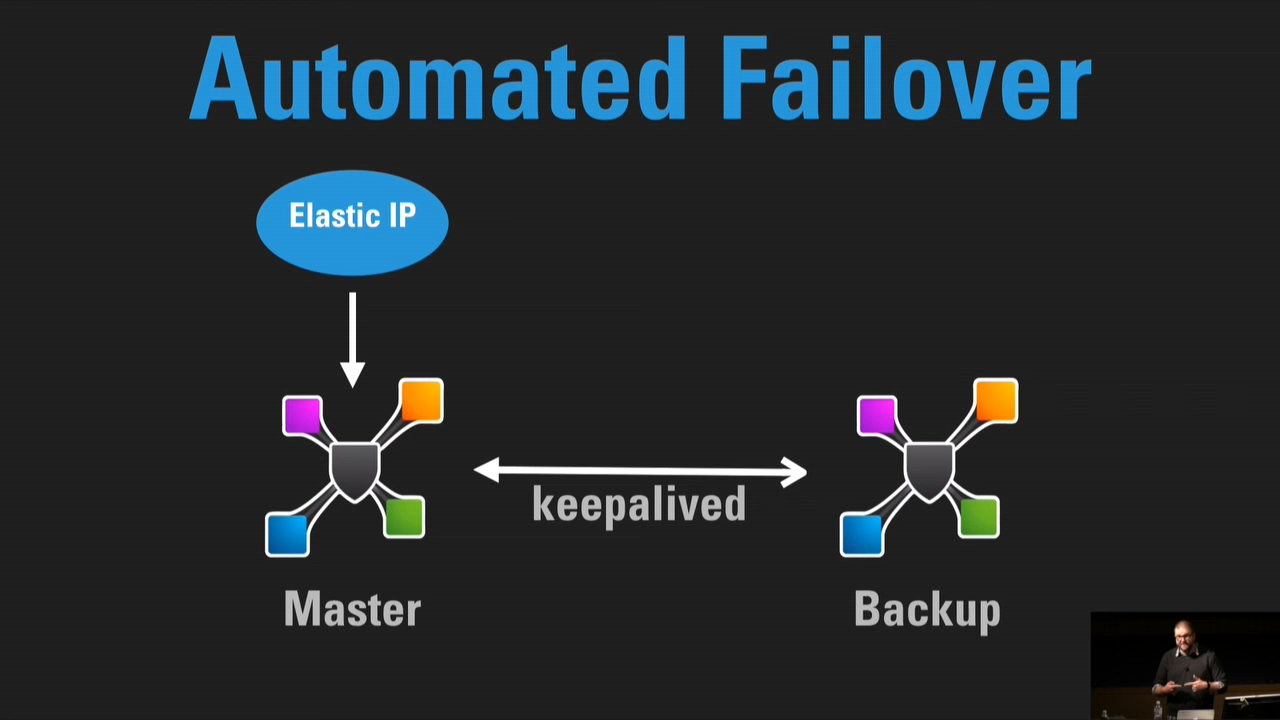 Automated Failover
Elastic IP
keepalived
Master
Backup